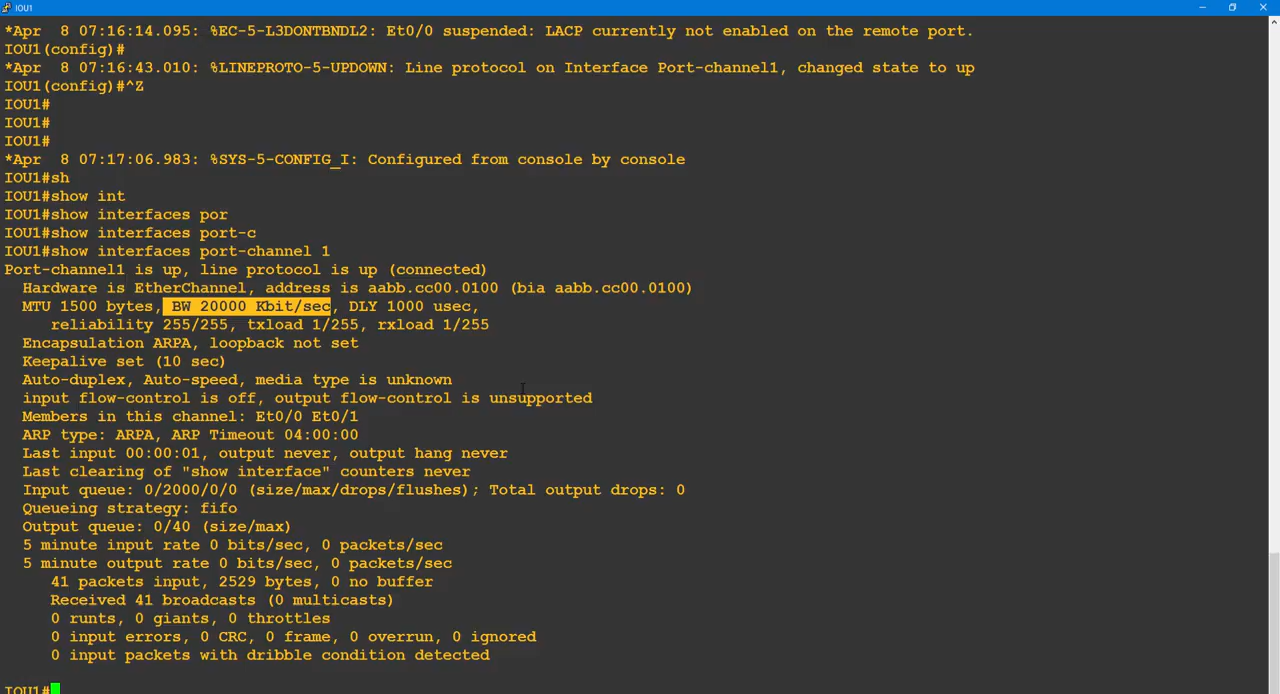 IOU1
*Apr  8 07:16:14.095: %EC-5-L3DONTBNDL2: Et0/0 suspended: LACP currently not enabled on the remote port.
IOU1(config)#
*Apr  8 07:16:43.010: %LINEPROTO-5-UPDOWN: Line protocol on Interface Port-channel1, changed state to up
IOU1(config)#^Z
IOU1#
IOU1#
IOU1#
*Apr  8 07:17:06.983: %SYS-5-CONFIG_I: Configured from console by console
IOU1#sh
IOU1#show int
IOU1#show interfaces por
IOU1#show interfaces port-c
IOU1#show interfaces port-channel 1
Port-channel1 is up, line protocol is up (connected)
  Hardware is EtherChannel, address is aabb.cc00.0100 (bia aabb.cc00.0100)
  MTU 1500 bytes, BW 20000 Kbit/sec, DLY 1000 usec,
     reliability 255/255, txload 1/255, rxload 1/255
  Encapsulation ARPA, loopback not set
  Keepalive set (10 sec)
  Auto-duplex, Auto-speed, media type is unknown
  input flow-control is off, output flow-control is unsupported
  Members in this channel: Et0/0 Et0/1
  ARP type: ARPA, ARP Timeout 04:00:00
  Last input 00:00:01, output never, output hang never
  Last clearing of "show interface" counters never
  Input queue: 0/2000/0/0 (size/max/drops/flushes); Total output drops: 0
  Queueing strategy: fifo
  Output queue: 0/40 (size/max)
  5 minute input rate 0 bits/sec, 0 packets/sec
  5 minute output rate 0 bits/sec, 0 packets/sec
     41 packets input, 2529 bytes, 0 no buffer
     Received 41 broadcasts (0 multicasts)
     0 runts, 0 giants, 0 throttles
     0 input errors, 0 CRC, 0 frame, 0 overrun, 0 ignored
     0 input packets with dribble condition detected
IOU1#